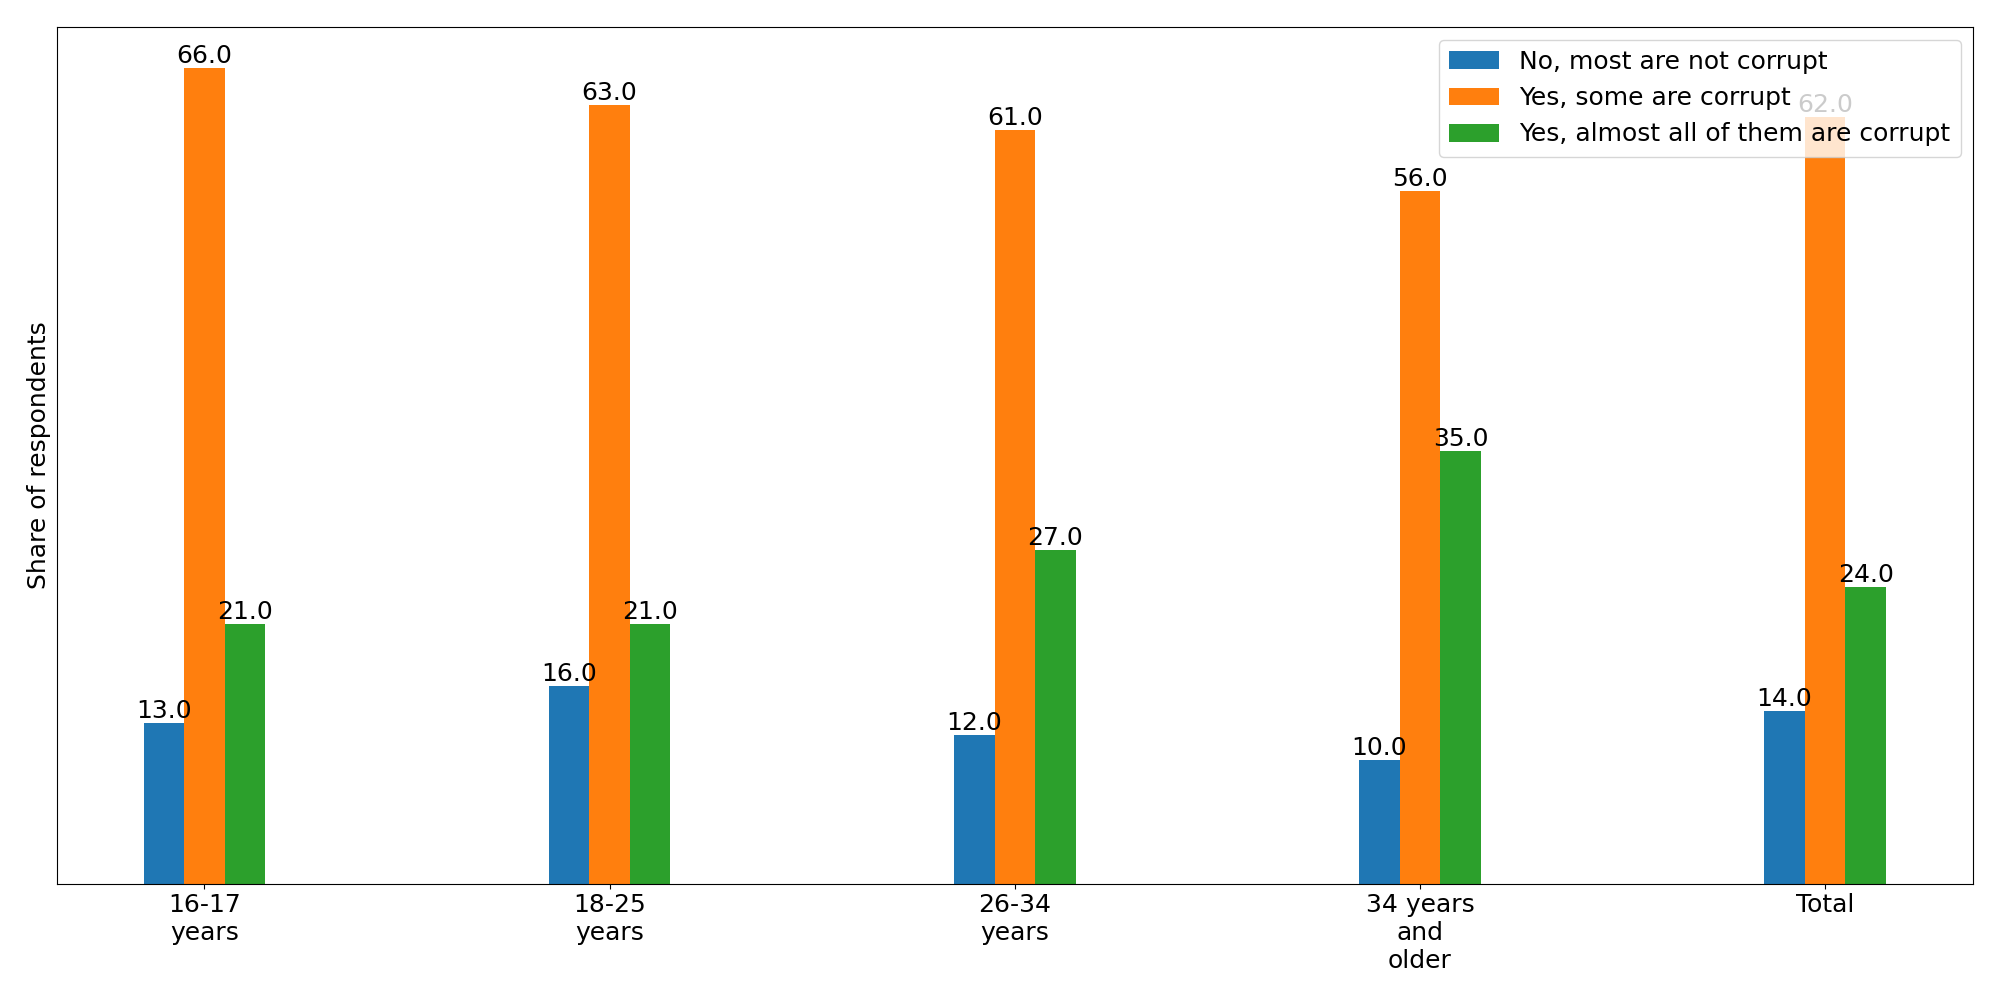 66.0
63.0
61.0
56.0
62.0
35.0
27.0
24.0
21.0
21.0
16.0
14.0
13.0
12.0
10.0
No, most are not corrupt
Yes, some are corrupt
Yes, almost all of them are corrupt
Share of respondents
16-17
years
18-25
years
26-34
years
34 years
and
older
Total